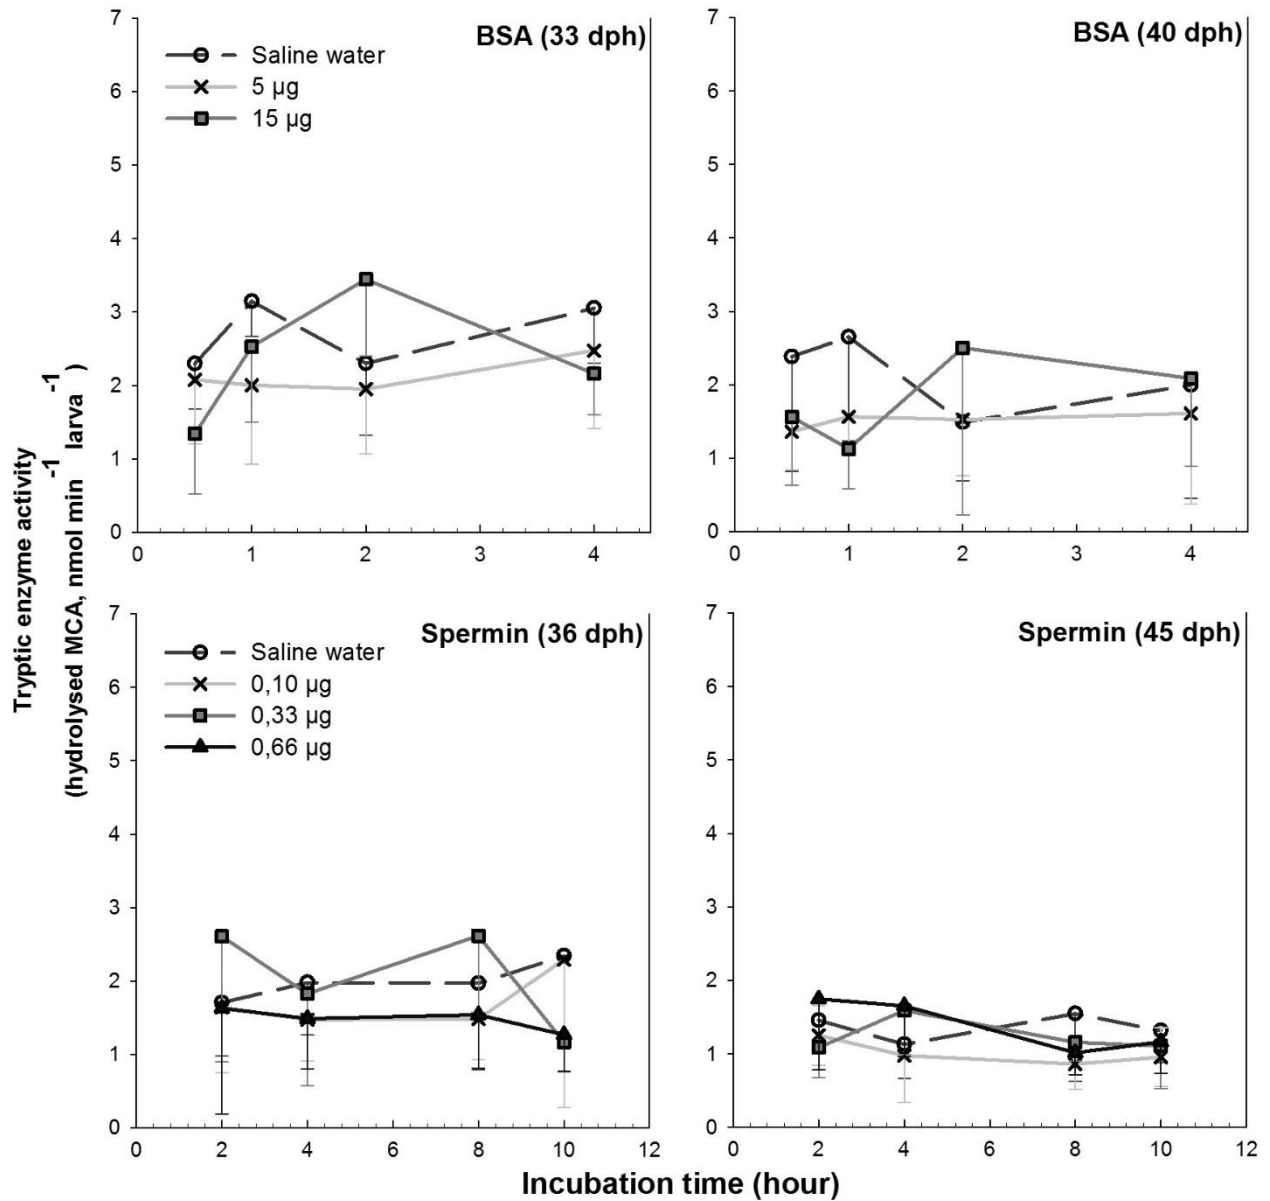 BSA (33 dph)
Saline water
5 µg
15 µg
7
6
5
4
3
2
1
0
0 1 2 3 4
BSA (40 dph)
7
6
5
4
3
2
1
0
0 1 2 3 4
Tryptic enzyme activity
(hydrolysed MCA, nmol min -1 larva -1)
Spermin (36 dph)
Saline water
0,10 µg
0,33 µg
0,66 µg
7
6
5
4
3
2
1
0
0 2 4 6 8 10 12
Spermin (45 dph)
7
6
5
4
3
2
1
0
0 2 4 6 8 10 12
Incubation time (hour)